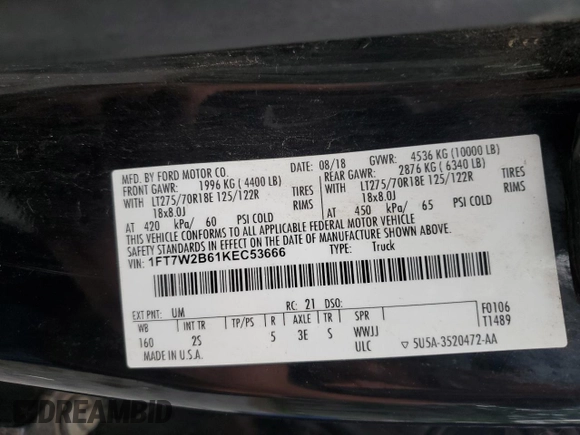 MFD. BY FORD MOTOR CO.
DATE: 08/18 GVWR: 4536 KG (10000 LB)
FRONT GAWR: 1996 KG (4400 LB) REAR GAWR: 2876 KG (6340 LB)
WITH LT275/70R18E 125/122R TIRES WITH LT275/70R18E 125/122R TIRES
18x8.0J RIMS 18x8.0J RIMS
AT 420 kPa/ 60 PSI COLD AT 450 kPa/ 65 PSI COLD
THIS VEHICLE CONFORMS TO ALL APPLICABLE FEDERAL MOTOR VEHICLE
SAFETY STANDARDS IN EFFECT ON THE DATE OF MANUFACTURE SHOWN ABOVE.
VIN: 1FT7W2B61KEC53666 TYPE: Truck
EXT PNT: UM RC: 21 DSO: F0106
WB INT TR TP/PS R AXLE TR SPR T1489
160 2S 5 3E S WWJJ
MADE IN U.S.A. ULC ▽ 5U5A-3520472-AA
DREAMBID